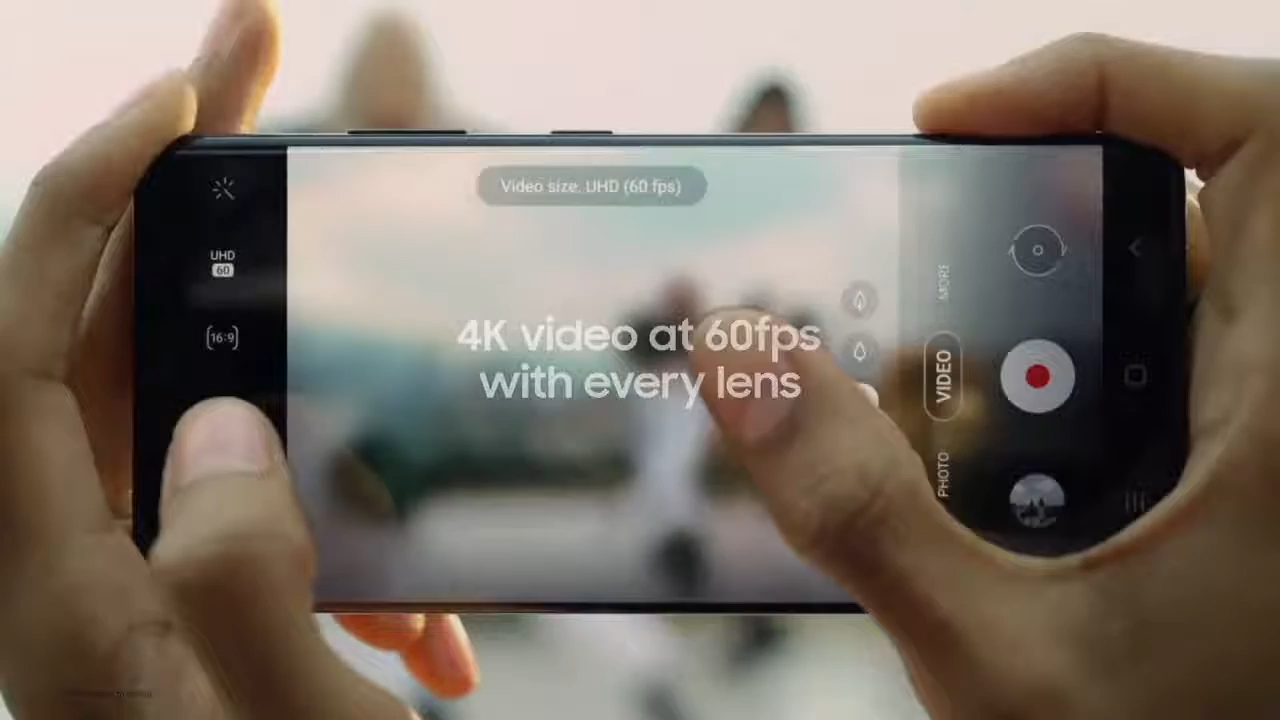 Video size: UHD (60 fps)
UHD
60
16:9
4K video at 60fps
with every lens
MORE
VIDEO
PHOTO